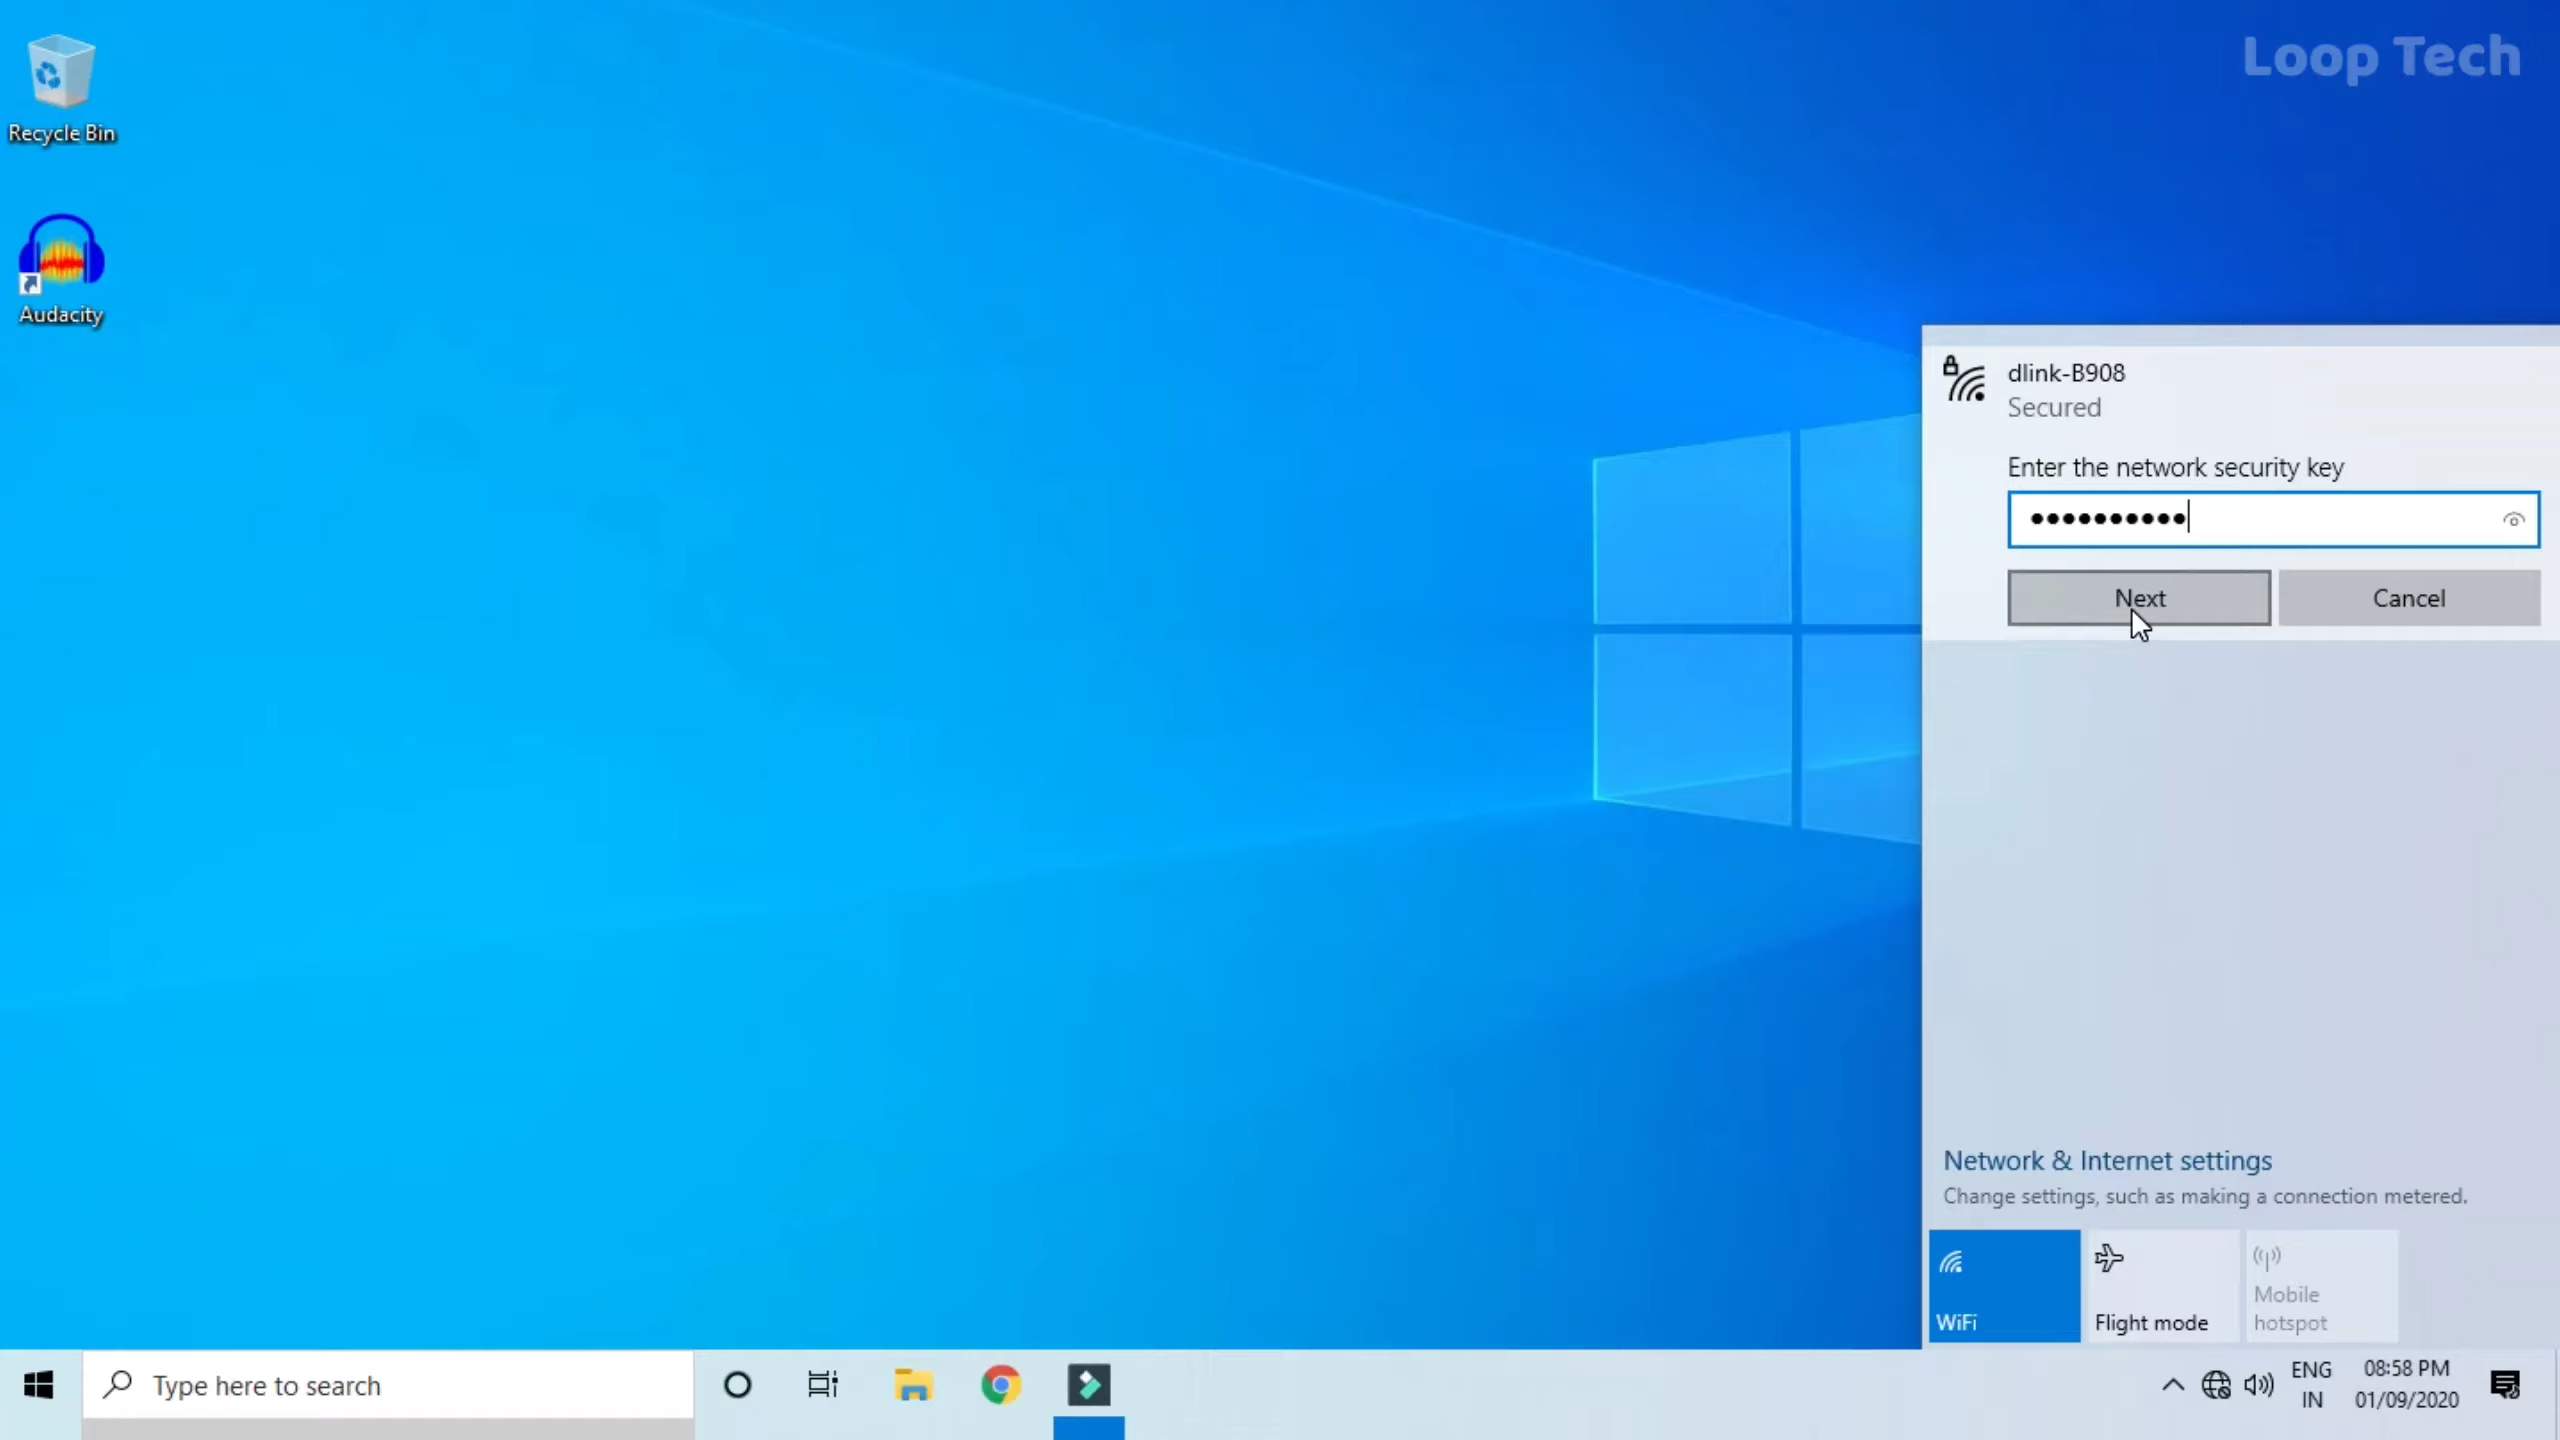 Loop Tech
Recycle Bin
Audacity
dlink-B908
Secured
Enter the network security key
••••••••••
Next
Cancel
Network & Internet settings
Change settings, such as making a connection metered.
WiFi
Flight mode
Mobile
hotspot
Type here to search
ENG
IN
08:58 PM
01/09/2020